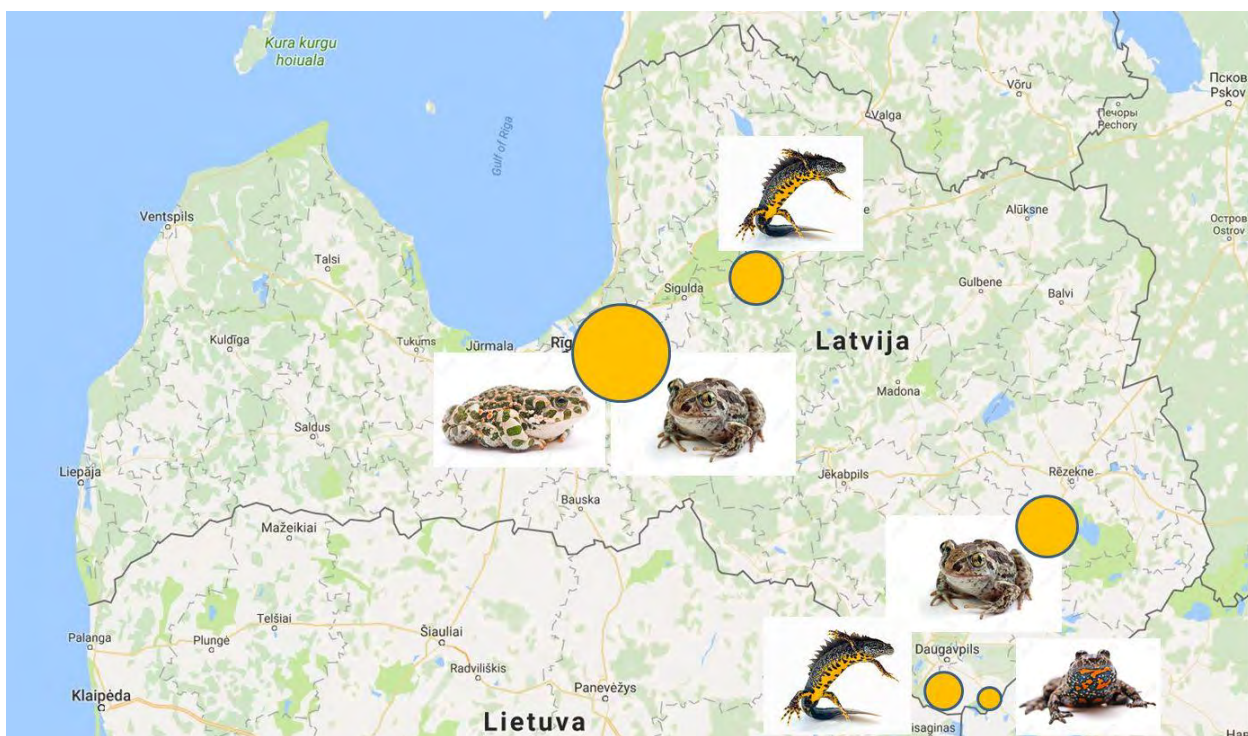 Kura kurgu
hoiuala
Gulf of Riga
Võru
Псков
Pskov
Valga
Печоры
Pechory
Ventspils
Talsi
Alūksne
Остров
Ostrov
Sigulda
Gulbene
Balvi
Kuldīga
Tukums
Jūrmala
Rīg
Latvija
Madona
Saldus
Liepāja
Jēkabpils
Rēzekne
Bauska
Mažeikiai
Telšiai
Palanga
Plungė
Šiauliai
Radviliškis
Daugavpils
Klaipėda
Panevėžys
Lietuva
isaginas